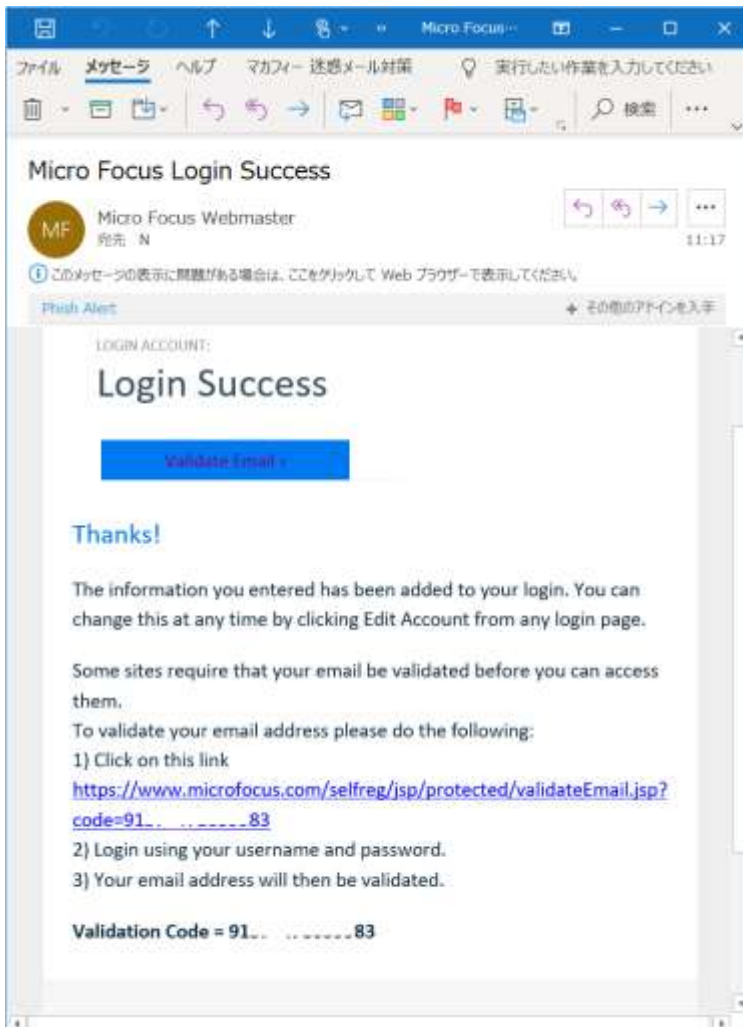 Micro Focus…
ファイル メッセージ ヘルプ マカフィー 迷惑メール対策 実行したい作業を入力してください
検索
Micro Focus Login Success
MF
Micro Focus Webmaster
宛先 N
11:17
このメッセージの表示に問題がある場合は、ここをクリックして Web ブラウザーで表示してください。
Phish Alert + その他のアドインを入手
LOGIN ACCOUNT:
Login Success
Validate Email ›
Thanks!
The information you entered has been added to your login. You can
change this at any time by clicking Edit Account from any login page.
Some sites require that your email be validated before you can access
them.
To validate your email address please do the following:
1) Click on this link
https://www.microfocus.com/selfreg/jsp/protected/validateEmail.jsp?
code=91 83
2) Login using your username and password.
3) Your email address will then be validated.
Validation Code = 91 83